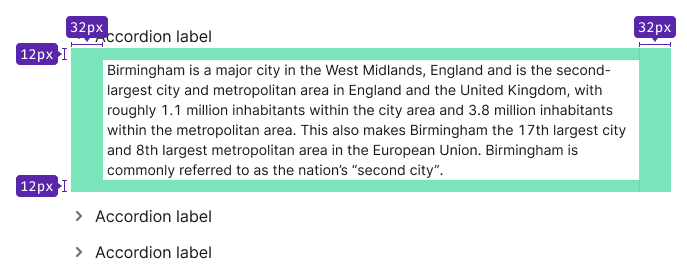 32px
32px
Accordion label
12px
Birmingham is a major city in the West Midlands, England and is the second-
largest city and metropolitan area in England and the United Kingdom, with
roughly 1.1 million inhabitants within the city area and 3.8 million inhabitants
within the metropolitan area. This also makes Birmingham the 17th largest city
and 8th largest metropolitan area in the European Union. Birmingham is
commonly referred to as the nation’s “second city”.
12px
Accordion label
Accordion label